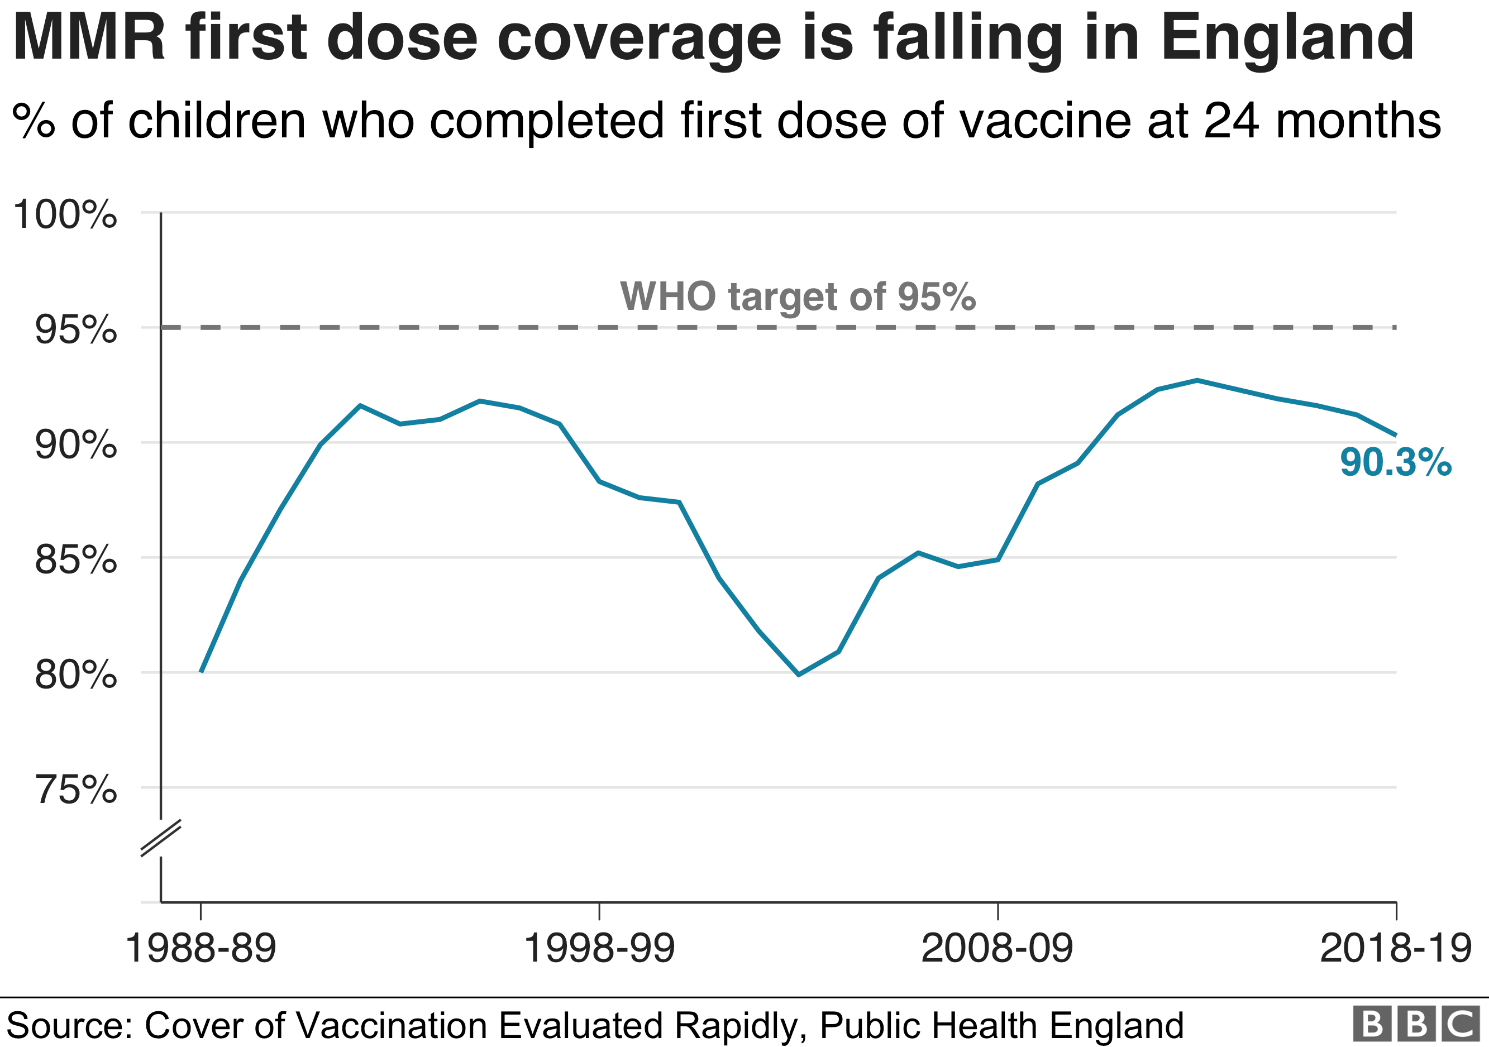 MMR first dose coverage is falling in England
% of children who completed first dose of vaccine at 24 months
100%
WHO target of 95%
95%
90%
90.3%
85%
80%
75%
1988-89 1998-99 2008-09 2018-19
Source: Cover of Vaccination Evaluated Rapidly, Public Health England BBC